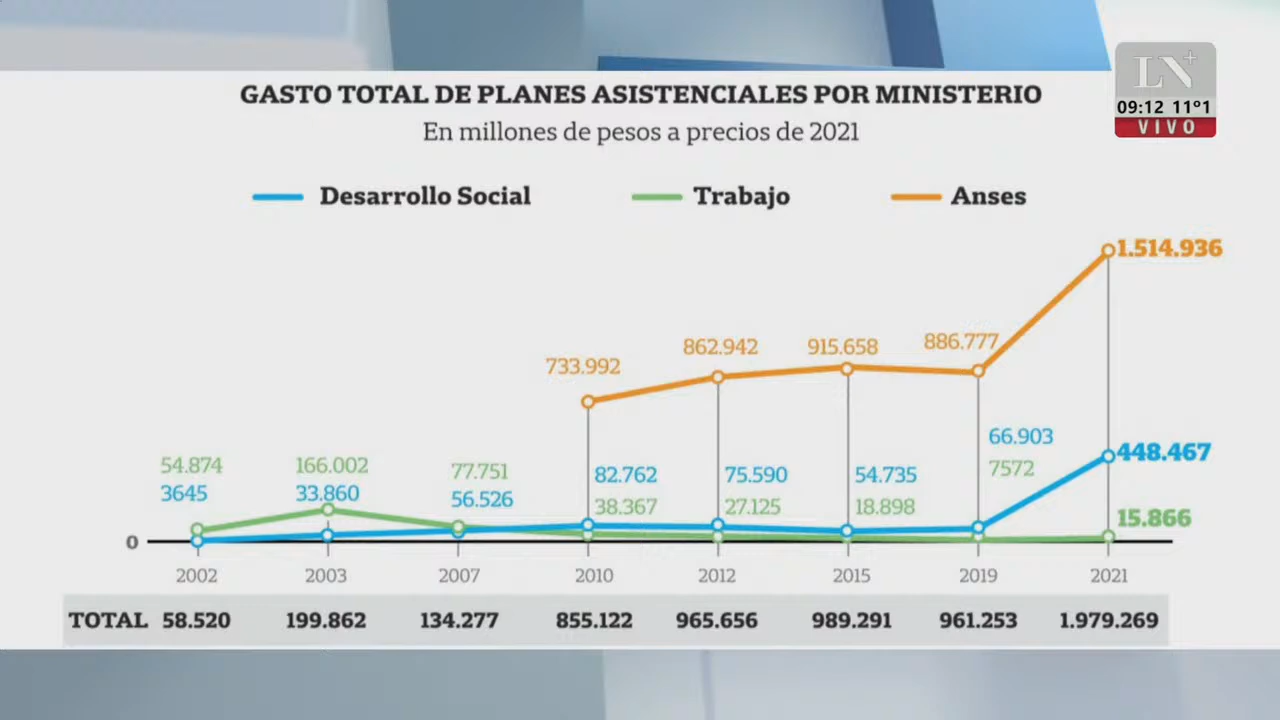 LN+
09:12 11º1
VIVO
GASTO TOTAL DE PLANES ASISTENCIALES POR MINISTERIO
En millones de pesos a precios de 2021
Desarrollo Social Trabajo Anses
1.514.936
733.992 862.942 915.658 886.777
54.874 166.002 77.751
3645 33.860 56.526
82.762 75.590 54.735 66.903 448.467
38.367 27.125 18.898 7572 15.866
0
2002 2003 2007 2010 2012 2015 2019 2021
TOTAL 58.520 199.862 134.277 855.122 965.656 989.291 961.253 1.979.269